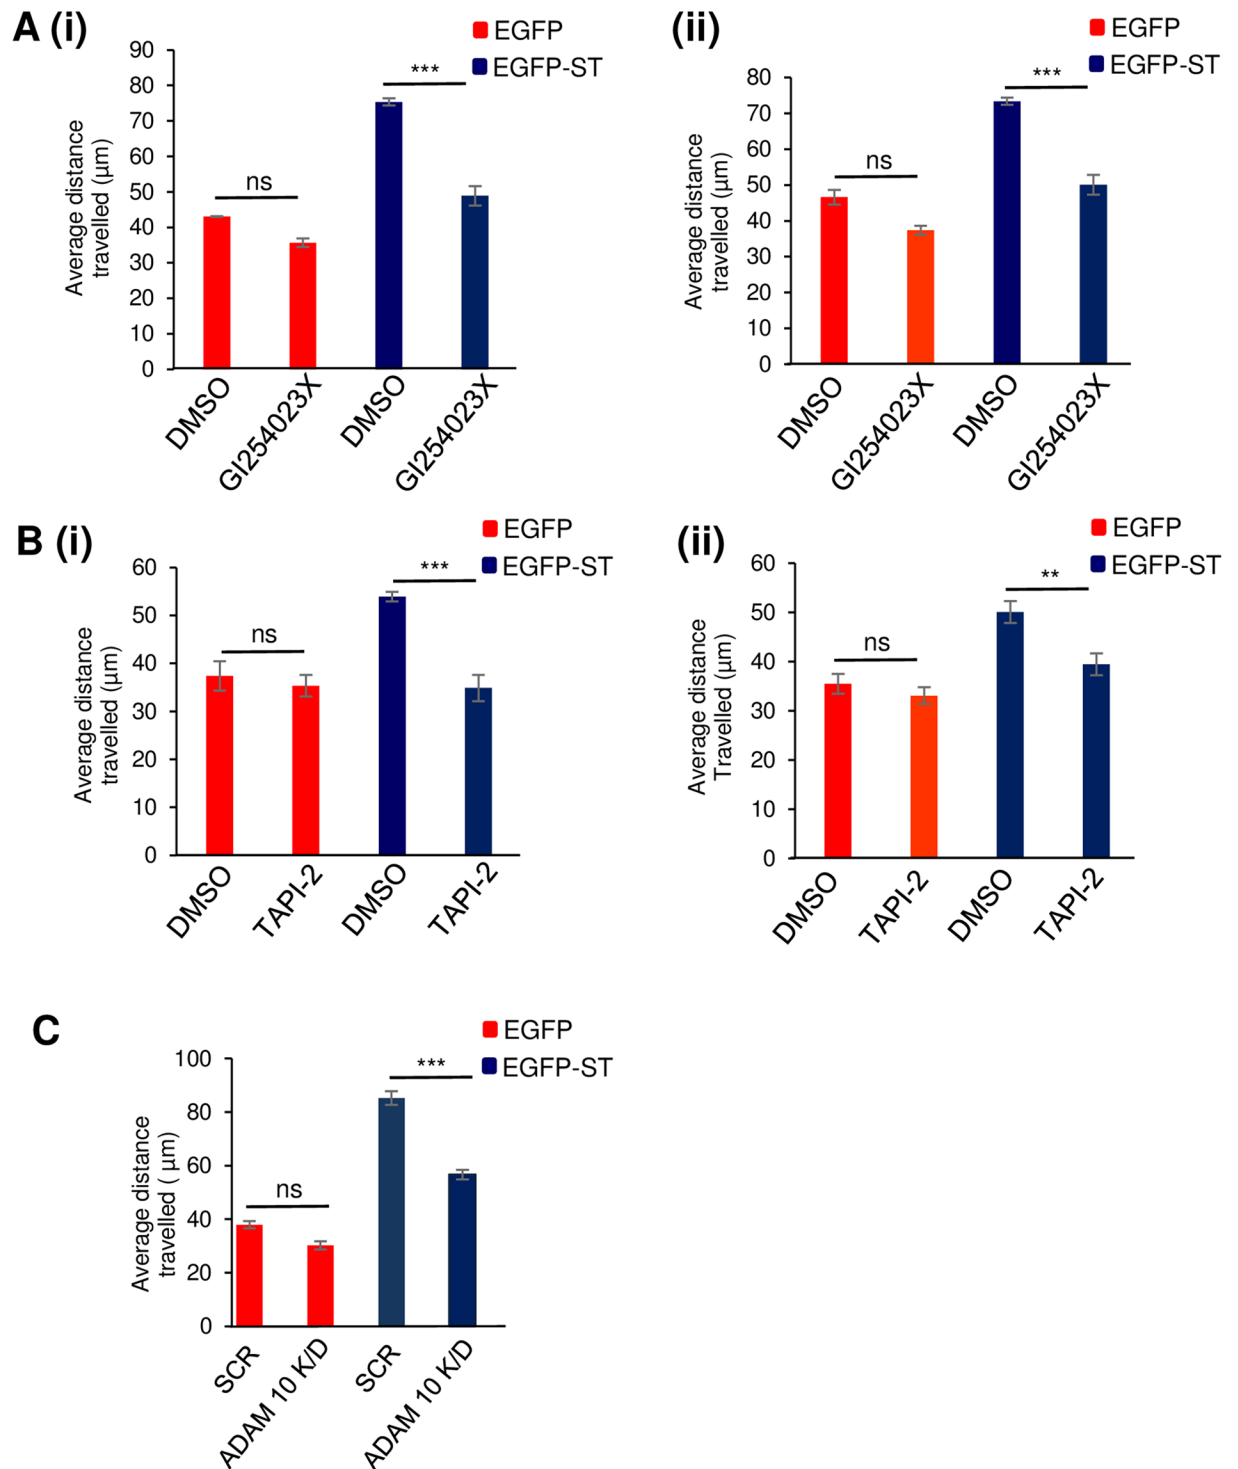 A (i)
EGFP
EGFP-ST
90
80
70
60
50
40
30
20
10
0
Average distance
travelled (µm)
ns
***
DMSO
GI254023X
DMSO
GI254023X
(ii)
EGFP
EGFP-ST
80
70
60
50
40
30
20
10
0
Average distance
travelled (µm)
ns
***
DMSO
GI254023X
DMSO
GI254023X
B (i)
EGFP
EGFP-ST
60
50
40
30
20
10
0
Average distance
travelled (µm)
ns
***
DMSO
TAPI-2
DMSO
TAPI-2
(ii)
EGFP
EGFP-ST
60
50
40
30
20
10
0
Average distance
Travelled (µm)
ns
**
DMSO
TAPI-2
DMSO
TAPI-2
C
EGFP
EGFP-ST
100
80
60
40
20
0
Average distance
travelled ( µm)
ns
***
SCR
ADAM 10 K/D
SCR
ADAM 10 K/D